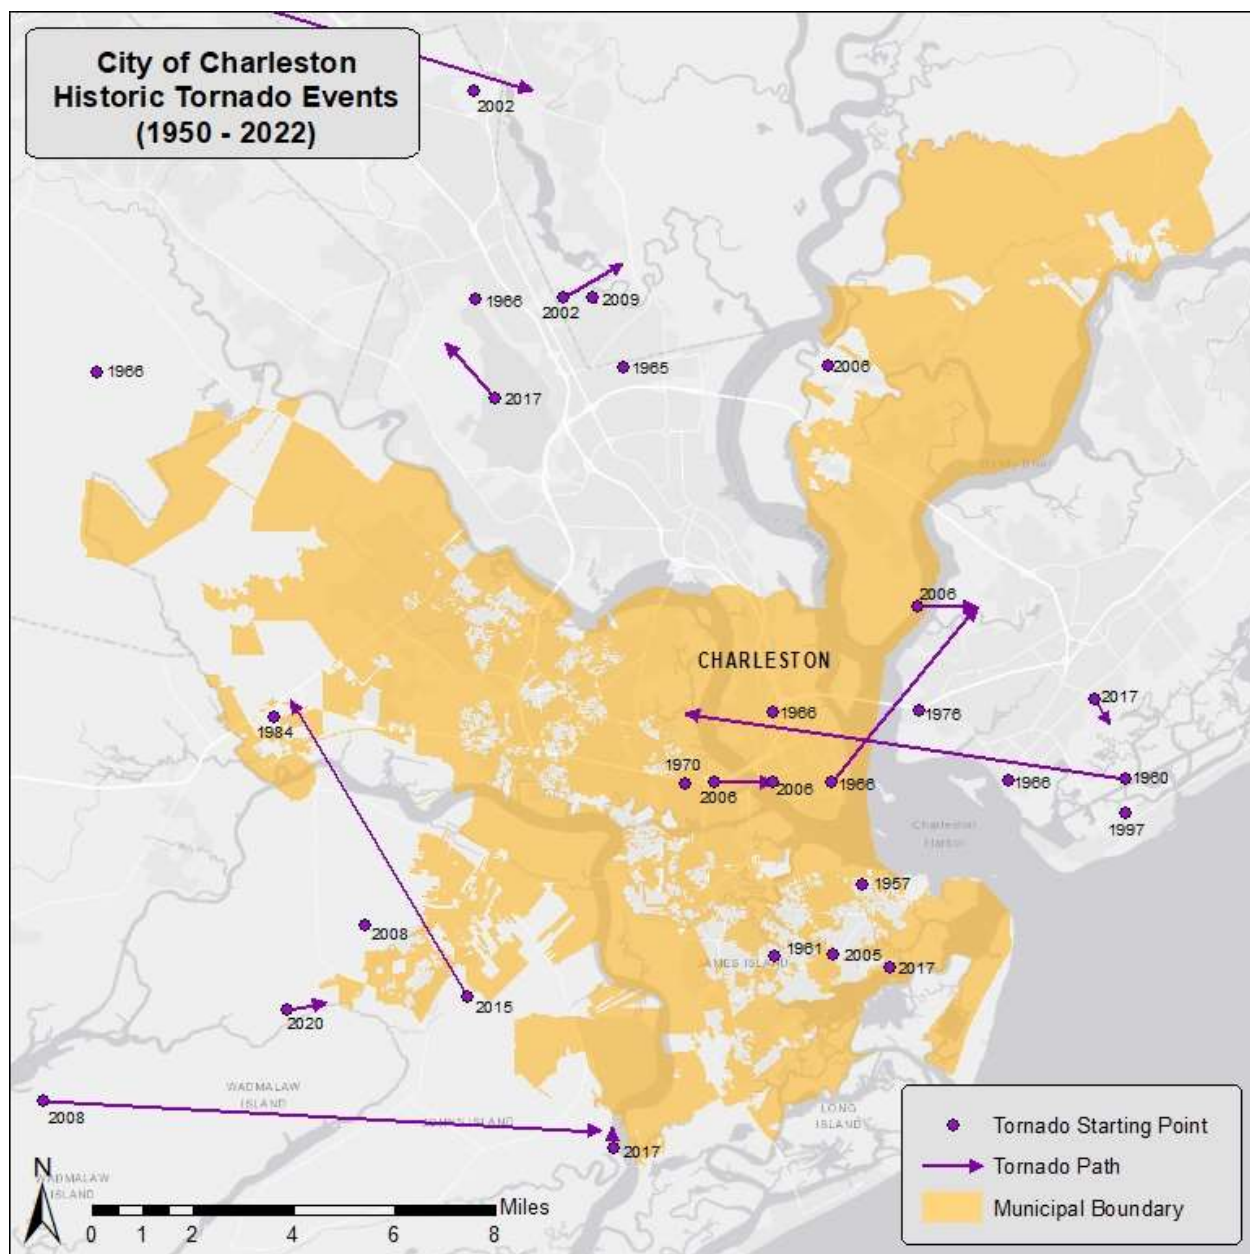 City of Charleston
Historic Tornado Events
(1950 - 2022)
2002
1966
2002
2009
1966
1965
2006
2017
2006
CHARLESTON
2017
1966
1976
1984
1970
2006
2006
1966
1966
1960
1997
Charleston
Harbor
1957
2008
1961
2005
JAMES ISLAND
2017
2015
2020
WADMALAW
ISLAND
2008
JOHNS ISLAND
LONG
ISLAND
2017
N
WADMALAW
ISLAND
Miles
0 1 2 4 6 8
Tornado Starting Point
Tornado Path
Municipal Boundary